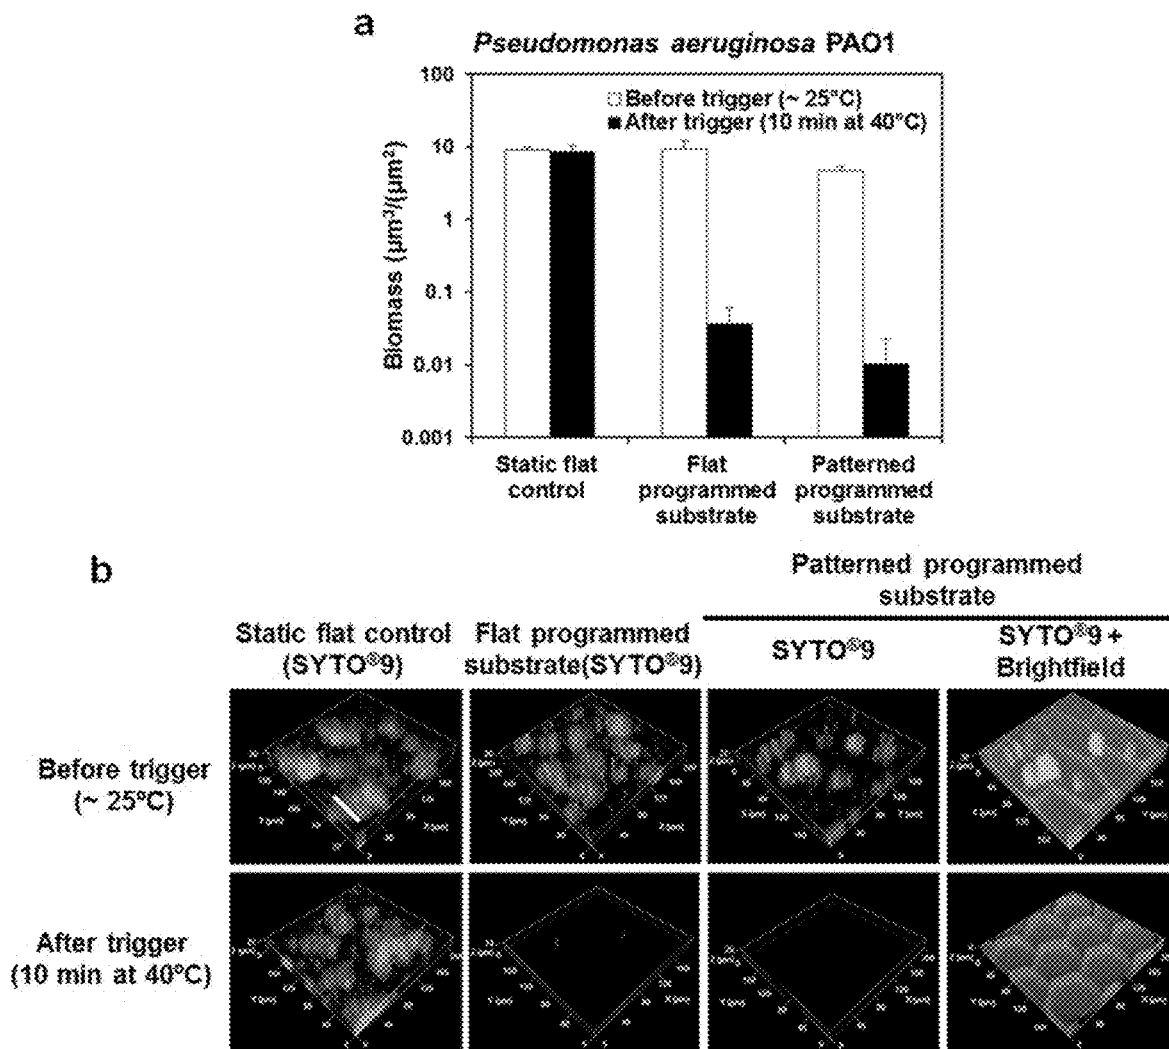 a
Pseudomonas aeruginosa PAO1
100
10
1
0.1
0.01
0.001
Biomass (µm³/(µm²)
Before trigger (~ 25°C)
After trigger (10 min at 40°C)
Static flat
control
Flat
programmed
substrate
Patterned
programmed
substrate
b
Patterned programmed
substrate
Static flat control
(SYTO®9)
Flat programmed
substrate(SYTO®9)
SYTO®9
SYTO®9 +
Brightfield
Before trigger
(~ 25ºC)
After trigger
(10 min at 40ºC)